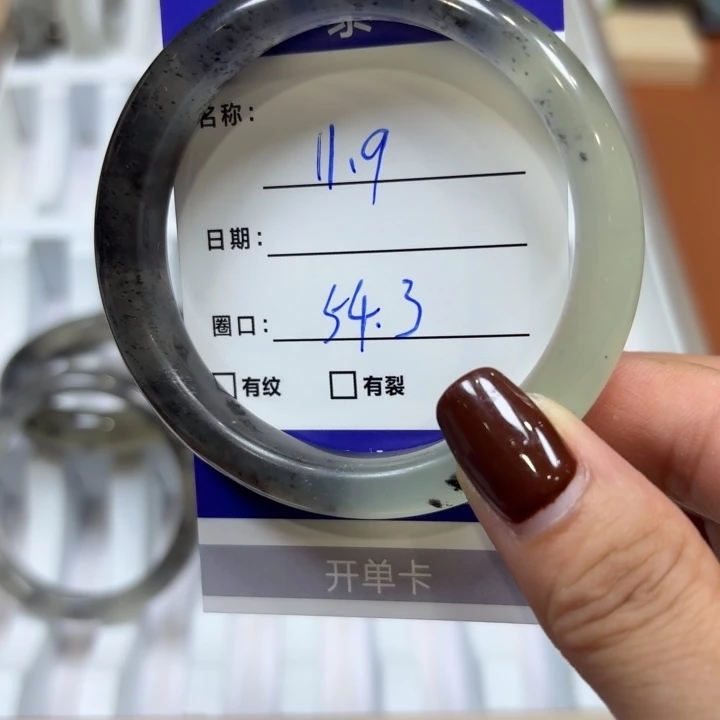 名称: 11.9
日期:
圈口: 54.3
□有纹 □有裂
开单卡